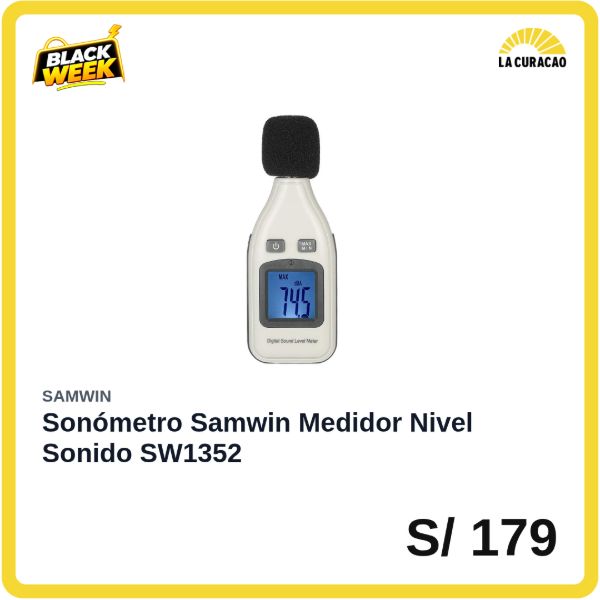 BLACK
WEEK
LA CURACAO
MAX
MIN
MAX
dBA
74.5
Digital Sound Level Meter
SAMWIN
Sonómetro Samwin Medidor Nivel
Sonido SW1352
S/ 179